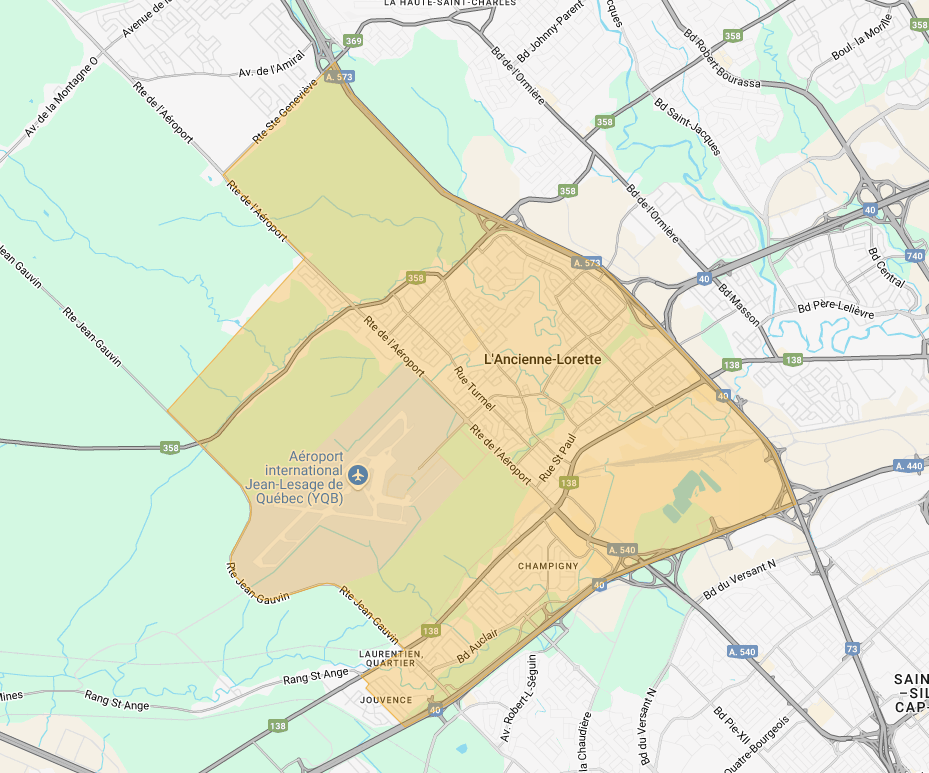 LA HAUTE-SAINT-CHARLES
Avenue de la
369
358
Bd Johnny-Parent
Bd Robert-Bourassa
Boul. la Morille
358
Av. de la Montagne O
Av. de l'Amiral
A. 573
Bd de l'Ormière
Rte de l'Aéroport
Rte Ste Geneviève
358
Bd Saint-Jacques
Rte de l'Aéroport
358
Bd de l'Ormière
40
Jean Gauvin
358
A. 573
40
740
Bd Central
Bd Masson
Bd Père-Lelièvre
Rte Jean-Gauvin
Rte de l'Aéroport
L'Ancienne-Lorette
138
138
Rue Turmel
40
358
Rte de l'Aéroport
Rue St Paul
Aéroport
international
Jean-Lesage de
Québec (YQB)
138
A. 440
A. 540
CHAMPIGNY
Rte Jean-Gauvin
Rte Jean-Gauvin
40
Bd du Versant N
138
Bd Auclair
LAURENTIEN,
QUARTIER
A. 540
73
Rang St-Ange
Rang St-Ange
JOUVENCE
40
138
Av. Robert-L-Séguin
la Chaudière
Bd du Versant N
Bd Pie-XI
Quatre-Bourgeois
SAIN
–SIL
CAP-